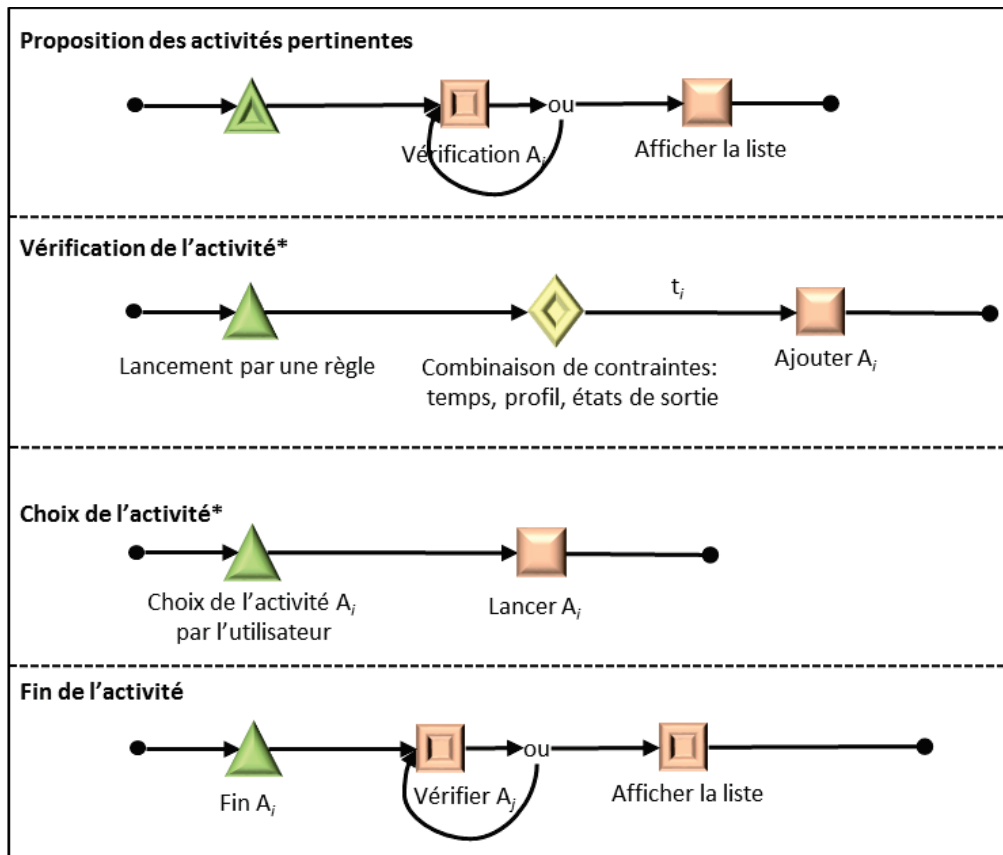 Proposition des activités pertinentes
ou
Vérification Ai
Afficher la liste
Vérification de l'activité*
ti
Lancement par une règle
Combinaison de contraintes:
temps, profil, états de sortie
Ajouter Ai
Choix de l'activité*
Choix de l'activité Ai
par l'utilisateur
Lancer Ai
Fin de l'activité
ou
Fin Ai
Vérifier Aj
Afficher la liste